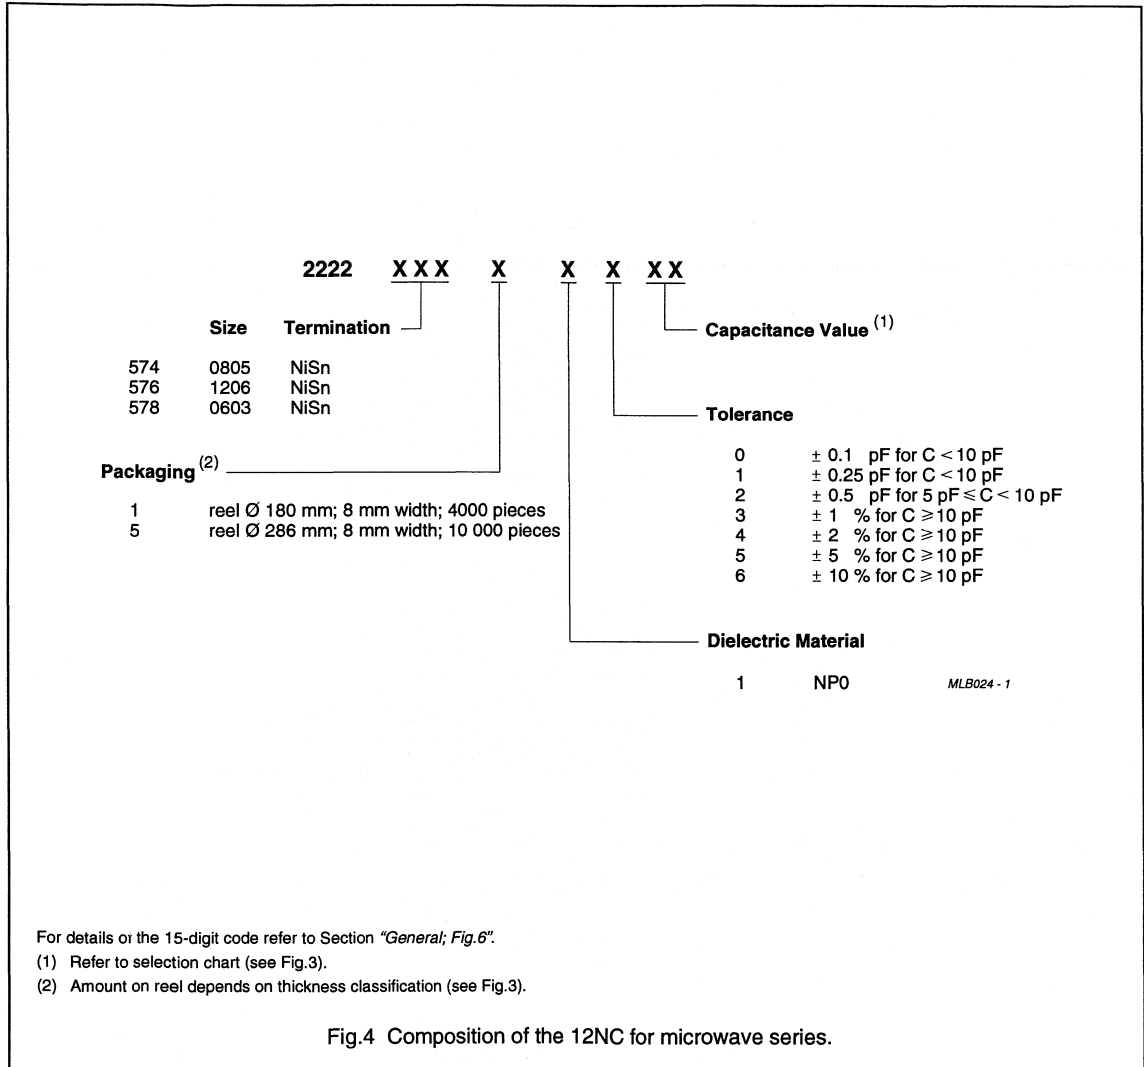 2222 XXX X X X XX
Size Termination
Capacitance Value (1)
574 0805 NiSn
576 1206 NiSn
578 0603 NiSn
Tolerance
0 ± 0.1 pF for C < 10 pF
1 ± 0.25 pF for C < 10 pF
2 ± 0.5 pF for 5 pF ≤ C < 10 pF
3 ± 1 % for C ≥ 10 pF
4 ± 2 % for C ≥ 10 pF
5 ± 5 % for C ≥ 10 pF
6 ± 10 % for C ≥ 10 pF
Packaging (2)
1 reel Ø 180 mm; 8 mm width; 4000 pieces
5 reel Ø 286 mm; 8 mm width; 10 000 pieces
Dielectric Material
1 NP0
MLB024 - 1
For details of the 15-digit code refer to Section "General; Fig.6".
(1) Refer to selection chart (see Fig.3).
(2) Amount on reel depends on thickness classification (see Fig.3).
Fig.4 Composition of the 12NC for microwave series.